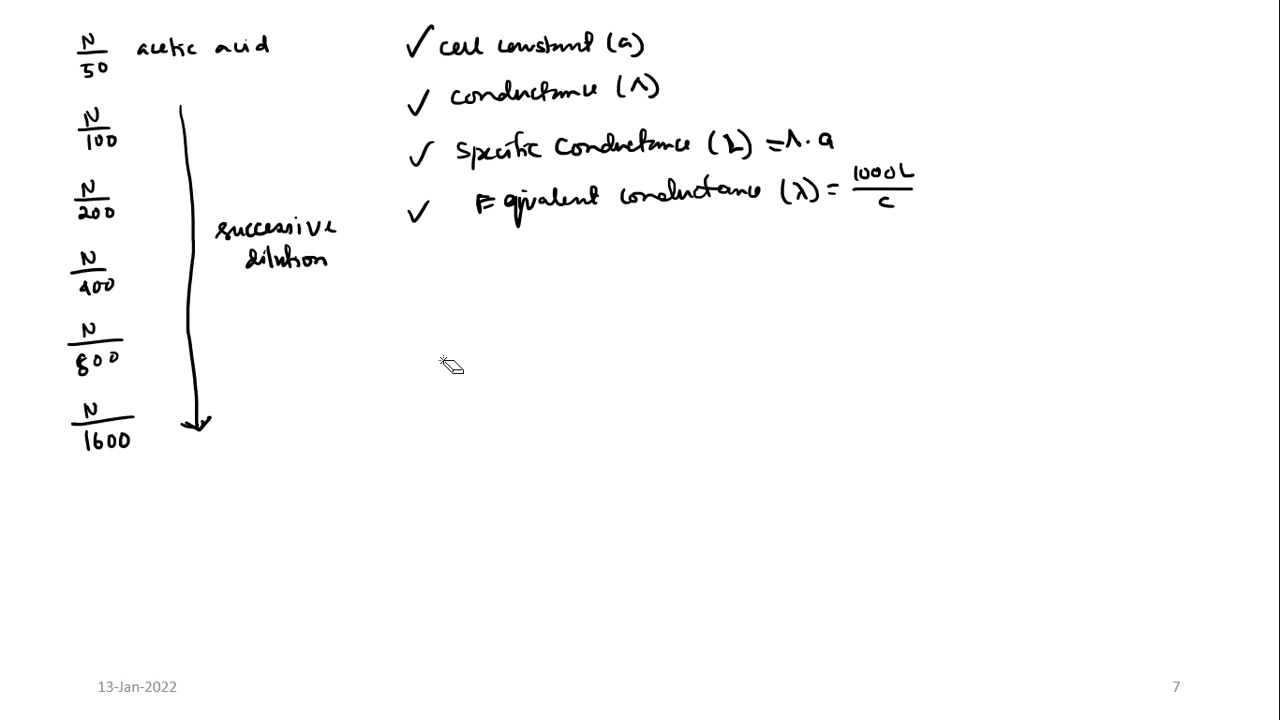 N/50 acetic acid
N/100
N/200
N/400
N/800
N/1600
successive
dilution
✓ cell constant (a)
✓ conductance (Λ)
✓ specific conductance (L) = Λ. a
✓ Equivalent conductance (λ) = 1000L/c
13-Jan-2022
7